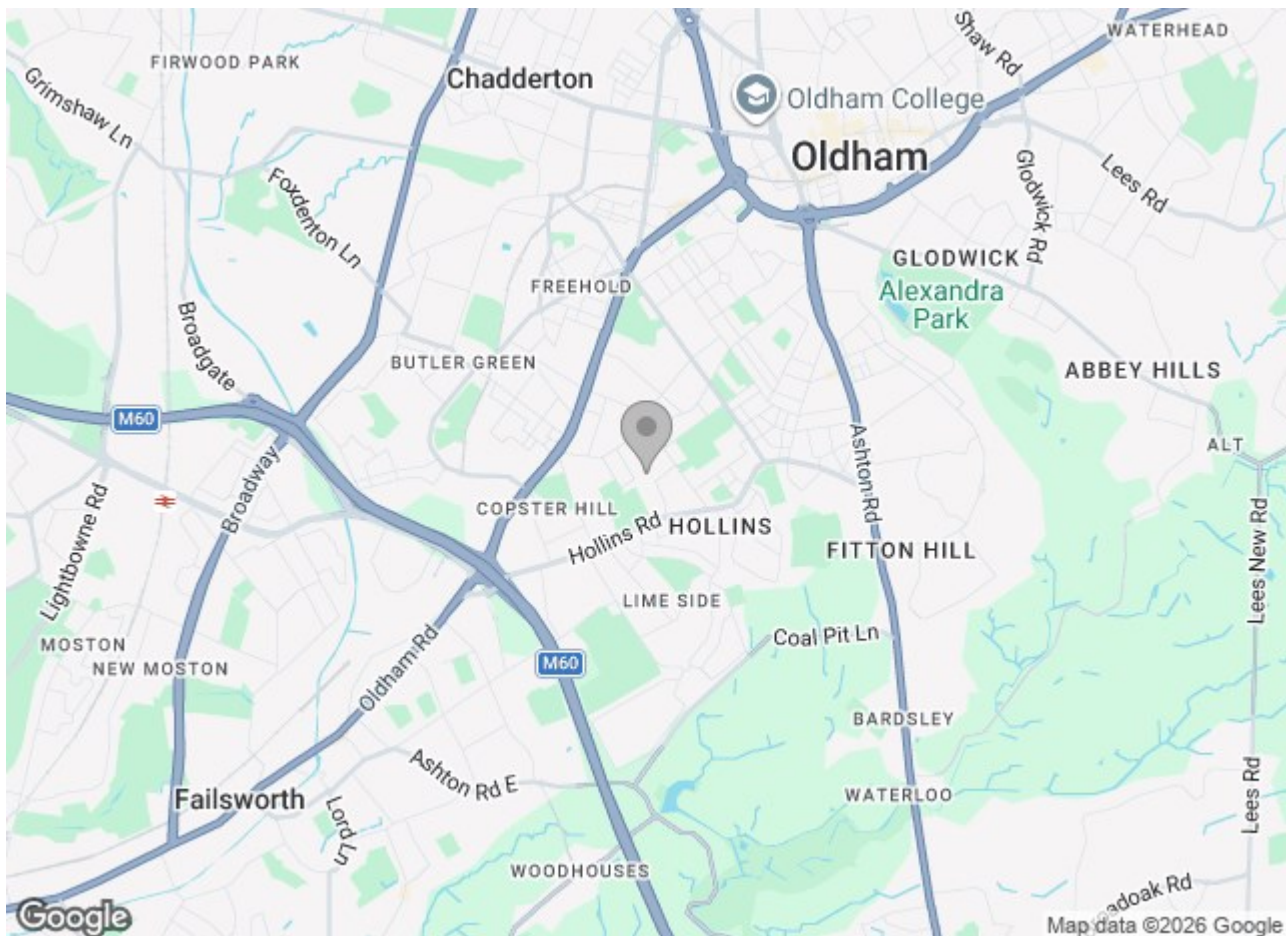 Shaw Rd
WATERHEAD
FIRWOOD PARK
Chadderton
Grimshaw Ln
Oldham College
Oldham
Lees Rd
Glodwick Rd
Foxdenton Ln
GLODWICK
Alexandra
Park
FREEHOLD
Broadgate
BUTLER GREEN
ABBEY HILLS
M60
ALT
Ashton Rd
Broadway
COPSTER HILL
Hollins Rd
HOLLINS
FITTON HILL
Lightbowne Rd
Lees New Rd
LIME SIDE
Coal Pit Ln
MOSTON
NEW MOSTON
Oldham Rd
M60
BARDSLEY
Ashton Rd E
WATERLOO
Failsworth
Lord Ln
Lees Rd
WOODHOUSES
oadoak Rd
Google
Map data ©2026 Google